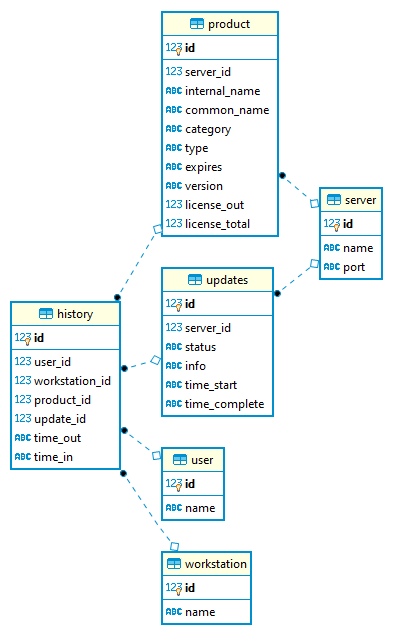 product
123 id
123 server_id
ABC internal_name
ABC common_name
ABC category
ABC type
ABC expires
ABC version
123 license_out
123 license_total
server
123 id
ABC name
ABC port
updates
123 id
123 server_id
ABC status
ABC info
ABC time_start
ABC time_complete
history
123 id
123 user_id
123 workstation_id
123 product_id
123 update_id
ABC time_out
ABC time_in
user
123 id
ABC name
workstation
123 id
ABC name